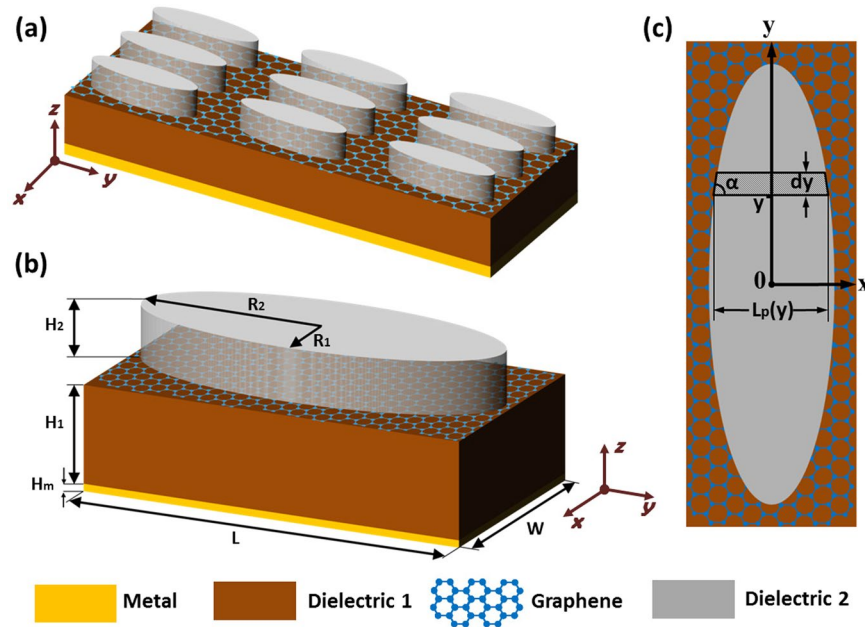 (a)
z
x
y
(b)
R₂
R₁
H₂
H₁
Hₘ
L
W
z
x
y
(c)
y
α
dy
y
0
x
Lₚ(y)
Metal
Dielectric 1
Graphene
Dielectric 2